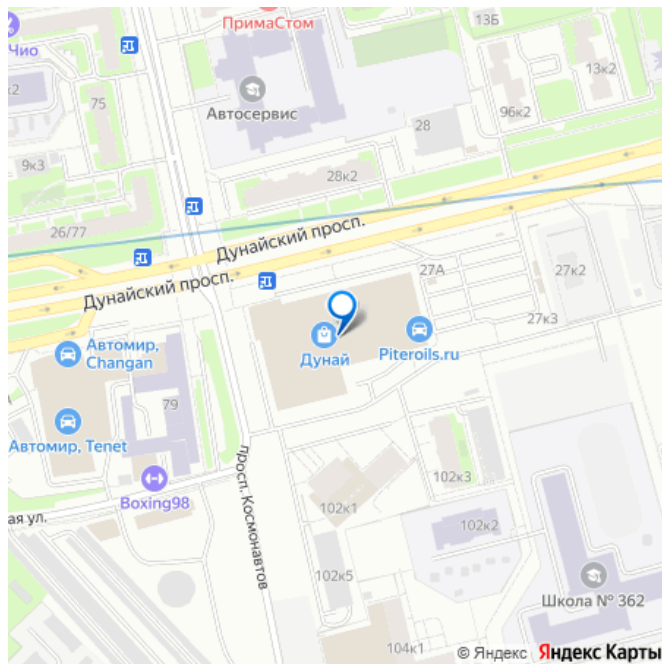 ПримаСтом
13Б
Чио
к2
75
Автосервис
13к2
96к2
28
9к3
28к2
26/77
Дунайский просп.
27А
27к2
Дунайский просп.
27к3
Автомир,
Changan
Дунай
Piteroils.ru
79
Автомир, Tenet
Boxing98
просп. Космонавтов
102к3
102к1
ая ул.
102к2
102к5
Школа № 362
104к1
© Яндекс Яндекс Карты